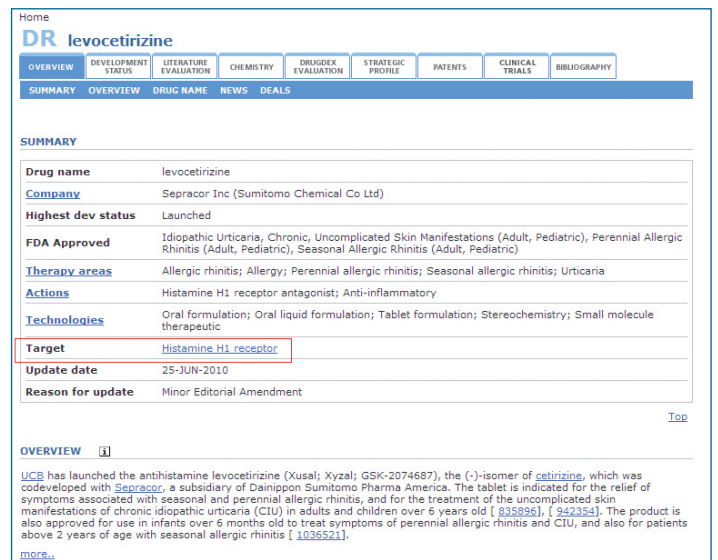 Home
DR levocetirizine
OVERVIEW DEVELOPMENT STATUS LITERATURE EVALUATION CHEMISTRY DRUGDEX EVALUATION STRATEGIC PROFILE PATENTS CLINICAL TRIALS BIBLIOGRAPHY
SUMMARY OVERVIEW DRUG NAME NEWS DEALS
SUMMARY
Drug name levocetirizine
Company Sepracor Inc (Sumitomo Chemical Co Ltd)
Highest dev status Launched
FDA Approved Idiopathic Urticaria, Chronic, Uncomplicated Skin Manifestations (Adult, Pediatric), Perennial Allergic
Rhinitis (Adult, Pediatric), Seasonal Allergic Rhinitis (Adult, Pediatric)
Therapy areas Allergic rhinitis; Allergy; Perennial allergic rhinitis; Seasonal allergic rhinitis; Urticaria
Actions Histamine H1 receptor antagonist; Anti-inflammatory
Technologies Oral formulation; Oral liquid formulation; Tablet formulation; Stereochemistry; Small molecule
therapeutic
Target Histamine H1 receptor
Update date 25-JUN-2010
Reason for update Minor Editorial Amendment
Top
OVERVIEW i
UCB has launched the antihistamine levocetirizine (Xusal; Xyzal; GSK-2074687), the (-)-isomer of cetirizine, which was
codeveloped with Sepracor, a subsidiary of Dainippon Sumitomo Pharma America. The tablet is indicated for the relief of
symptoms associated with seasonal and perennial allergic rhinitis, and for the treatment of the uncomplicated skin
manifestations of chronic idiopathic urticaria (CIU) in adults and children over 6 years old [ 835896], [ 942354]. The product is
also approved for use in infants over 6 months old to treat symptoms of perennial allergic rhinitis and CIU, and also for patients
above 2 years of age with seasonal allergic rhinitis [ 1036521].
more..